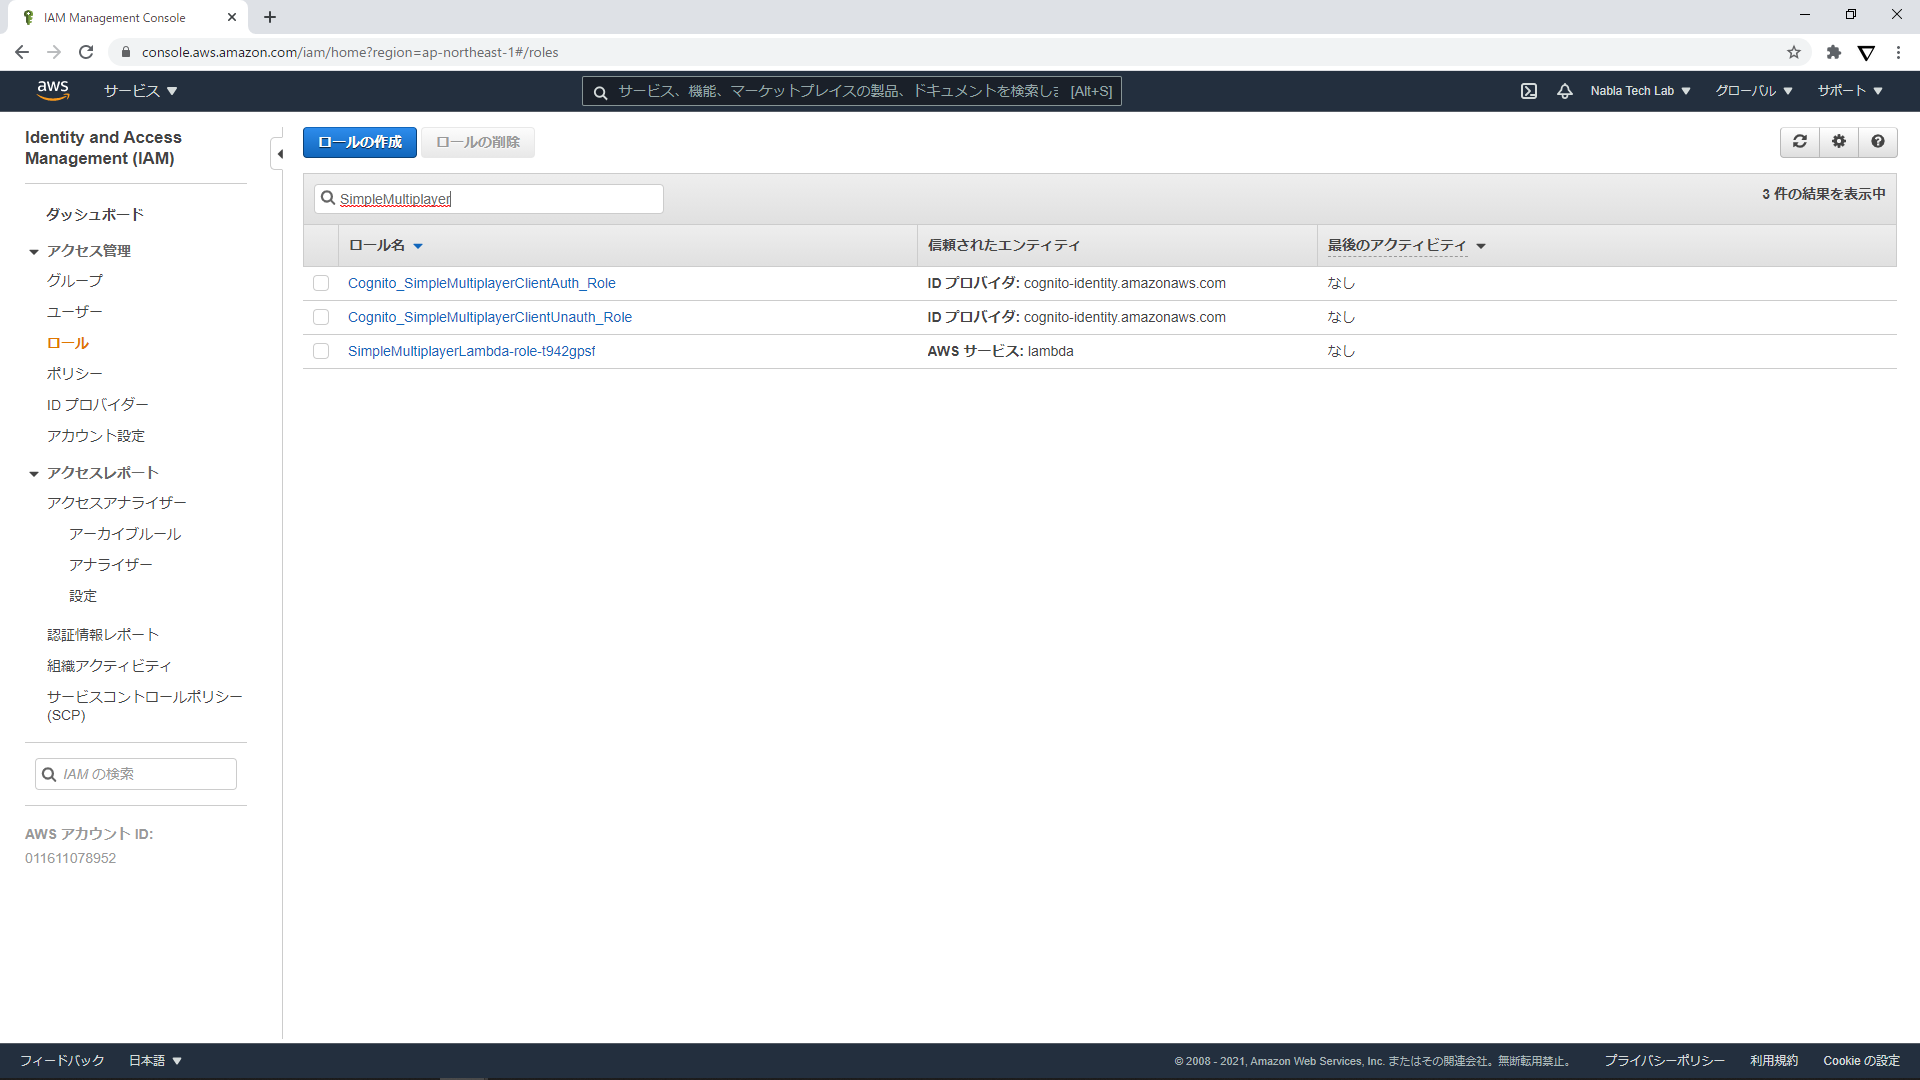 IAM Management Console
console.aws.amazon.com/iam/home?region=ap-northeast-1#/roles
aws
サービス
サービス、機能、マーケットプレイスの製品、ドキュメントを検索しま [Alt+S]
Nabla Tech Lab
グローバル
サポート
Identity and Access
Management (IAM)
ダッシュボード
アクセス管理
グループ
ユーザー
ロール
ポリシー
ID プロバイダー
アカウント設定
アクセスレポート
アクセスアナライザー
アーカイブルール
アナライザー
設定
認証情報レポート
組織アクティビティ
サービスコントロールポリシー
(SCP)
IAM の検索
AWS アカウント ID:
011611078952
ロールの作成
ロールの削除
SimpleMultiplayer
3 件の結果を表示中
ロール名 信頼されたエンティティ 最後のアクティビティ
Cognito_SimpleMultiplayerClientAuth_Role ID プロバイダ: cognito-identity.amazonaws.com なし
Cognito_SimpleMultiplayerClientUnauth_Role ID プロバイダ: cognito-identity.amazonaws.com なし
SimpleMultiplayerLambda-role-t942gpsf AWS サービス: lambda なし
フィードバック
日本語
© 2008 - 2021, Amazon Web Services, Inc. またはその関連会社。無断転用禁止。
プライバシーポリシー
利用規約
Cookie の設定